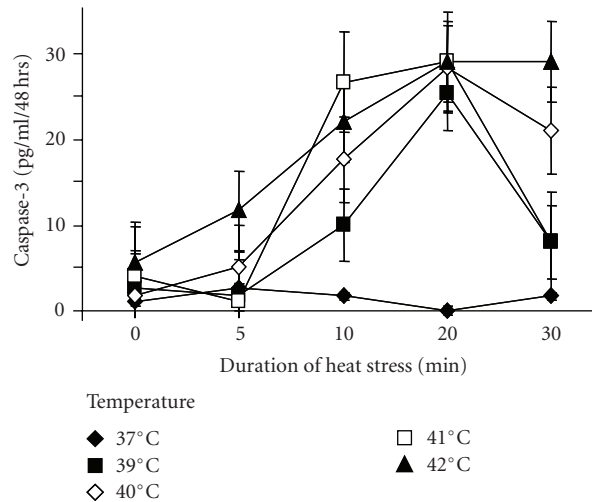 Caspase-3 (pg/ml/48 hrs)
30
20
10
0
0 5 10 20 30
Duration of heat stress (min)
Temperature
37°C
39°C
40°C
41°C
42°C